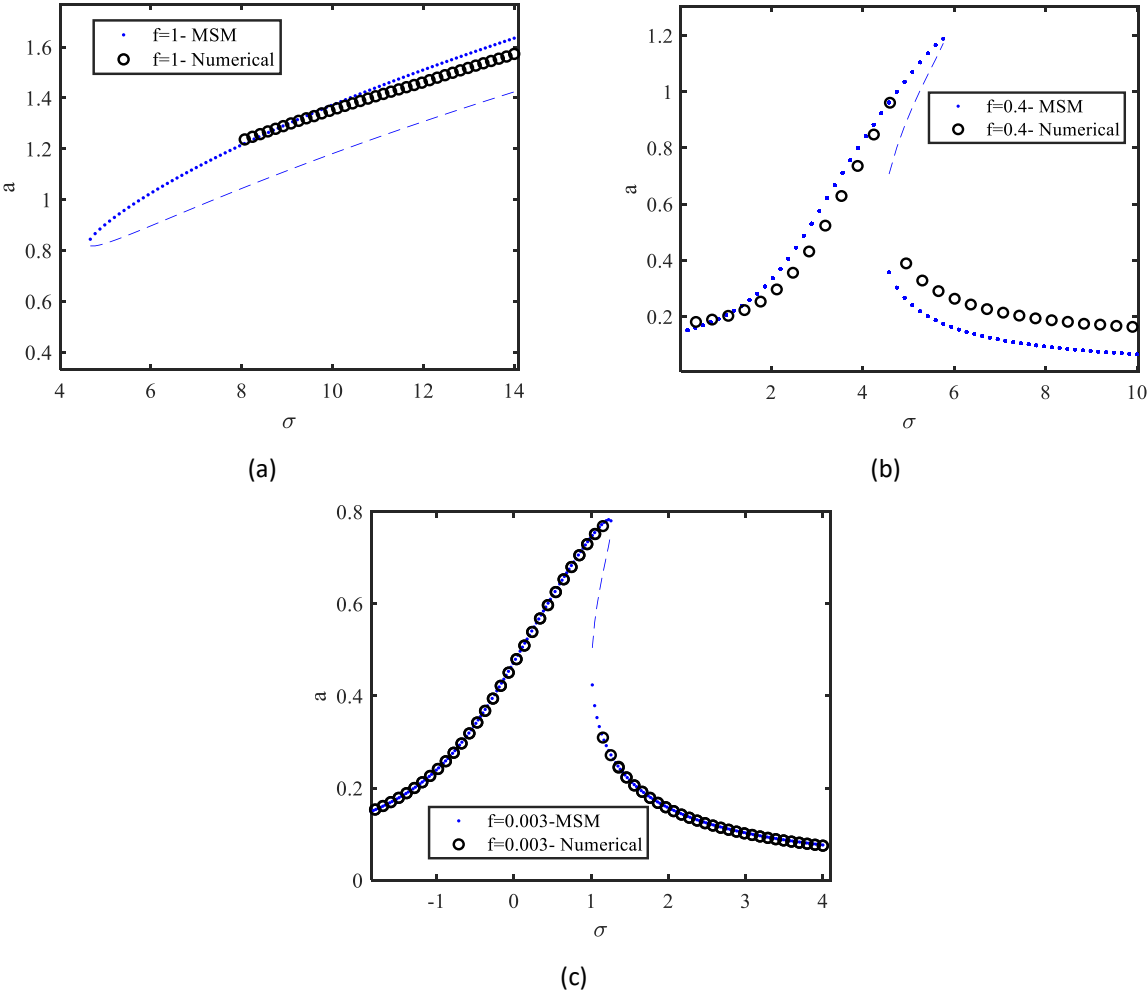 f=1- MSM
f=1- Numerical
a
1.6
1.4
1.2
1
0.8
0.6
0.4
4 6 8 10 12 14
σ
(a)
f=0.4- MSM
f=0.4- Numerical
a
1.2
1
0.8
0.6
0.4
0.2
2 4 6 8 10
σ
(b)
a
0.8
0.6
0.4
0.2
0
f=0.003-MSM
f=0.003- Numerical
-1 0 1 2 3 4
σ
(c)